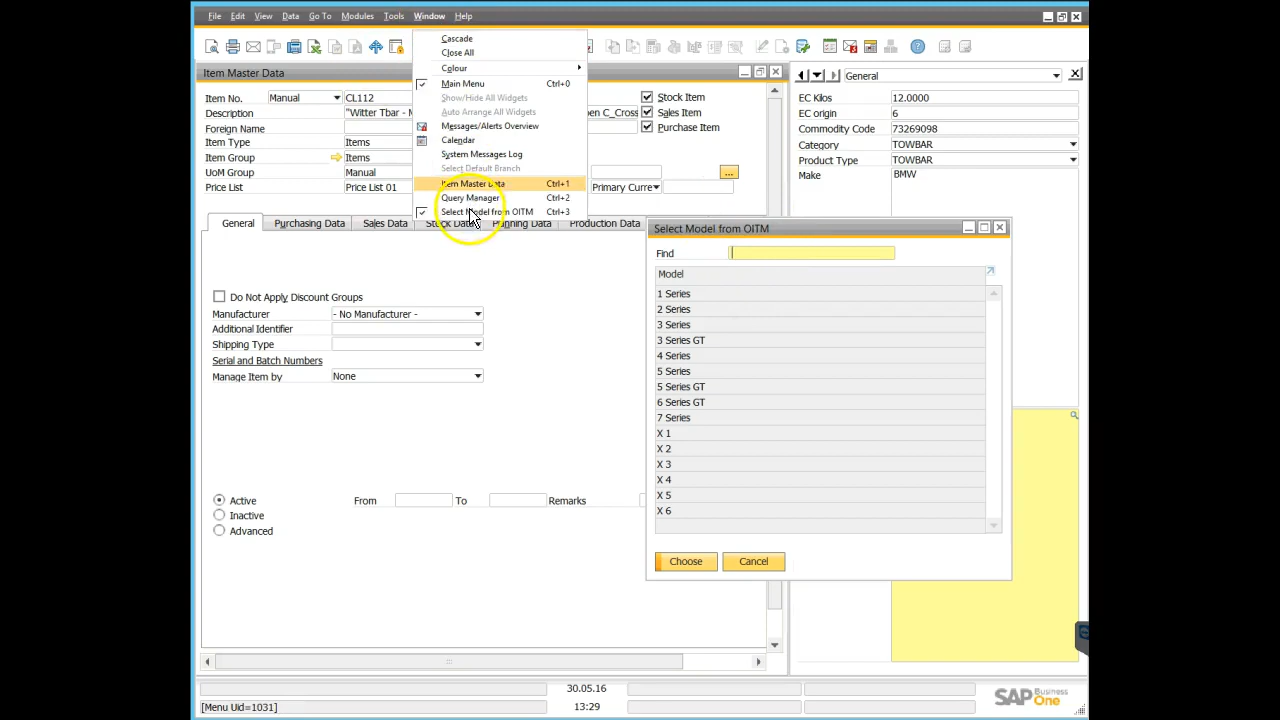 File Edit View Data Go To Modules Tools Window Help
Cascade
Close All
Colour
Main Menu Ctrl+0
Show/Hide All Widgets
Auto Arrange All Widgets
Messages/Alerts Overview
Calendar
System Messages Log
Select Default Branch
Item Master Data Ctrl+1
Query Manager Ctrl+2
Select Model from OITM Ctrl+3
Item Master Data
Item No. Manual CL112
Description "Witter Tbar - M pen C_Cross
Foreign Name
Item Type Items
Item Group Items
UoM Group Manual ...
Price List Price List 01 Primary Curre
Stock Item
Sales Item
Purchase Item
General Purchasing Data Sales Data Stock Data Planning Data Production Data
Do Not Apply Discount Groups
Manufacturer - No Manufacturer -
Additional Identifier
Shipping Type
Serial and Batch Numbers
Manage Item by None
Active From To Remarks
Inactive
Advanced
General
EC Kilos 12.0000
EC origin 6
Commodity Code 73269098
Category TOWBAR
Product Type TOWBAR
Make BMW
Select Model from OITM
Find
Model
1 Series
2 Series
3 Series
3 Series GT
4 Series
5 Series
5 Series GT
6 Series GT
7 Series
X 1
X 2
X 3
X 4
X 5
X 6
Choose Cancel
30.05.16
[Menu Uid=1031] 13:29
SAP Business One